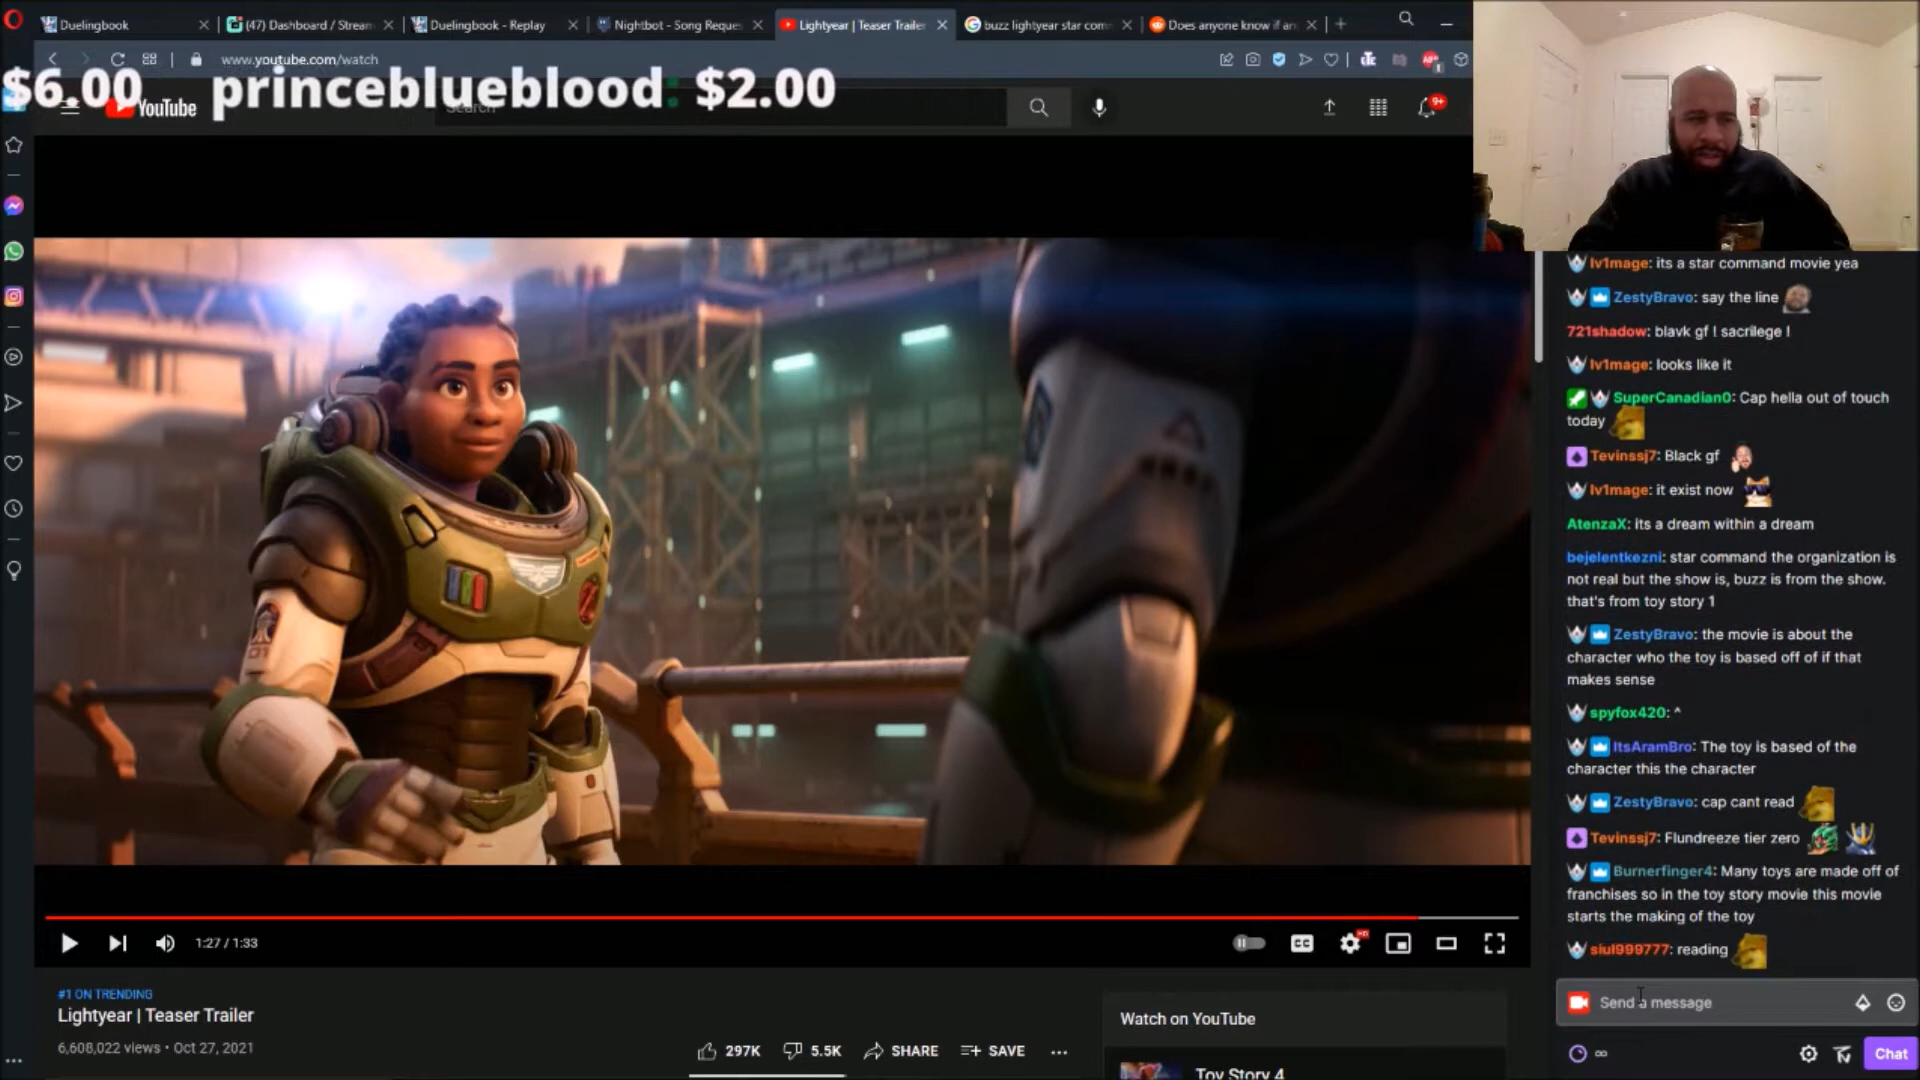 Duelingbook
(47) Dashboard / Stream
Duelingbook - Replay
Nightbot - Song Reques
Lightyear | Teaser Trailer
buzz lightyear star com
Does anyone know if an
www.youtube.com/watch
$6.00 princeblueblood: $2.00
YouTube
Search
9+
lv1mage: its a star command movie yea
ZestyBravo: say the line
721shadow: blavk gf ! sacrilege !
lv1mage: looks like it
SuperCanadian0: Cap hella out of touch
today
Tevinssj7: Black gf
lv1mage: it exist now
AtenzaX: its a dream within a dream
bejelentkezni: star command the organization is
not real but the show is, buzz is from the show.
that's from toy story 1
ZestyBravo: the movie is about the
character who the toy is based off of if that
makes sense
spyfox420: ^
ItsAramBro: The toy is based of the
character this the character
ZestyBravo: cap cant read
Tevinssj7: Flundreeze tier zero
Burnerfinger4: Many toys are made off of
franchises so in the toy story movie this movie
starts the making of the toy
siul999777: reading
1:27 / 1:33
CC
HD
#1 ON TRENDING
Lightyear | Teaser Trailer
6,608,022 views • Oct 27, 2021
297K
5.5K
SHARE
SAVE
Watch on YouTube
Toy Story 4
Send a message
Chat